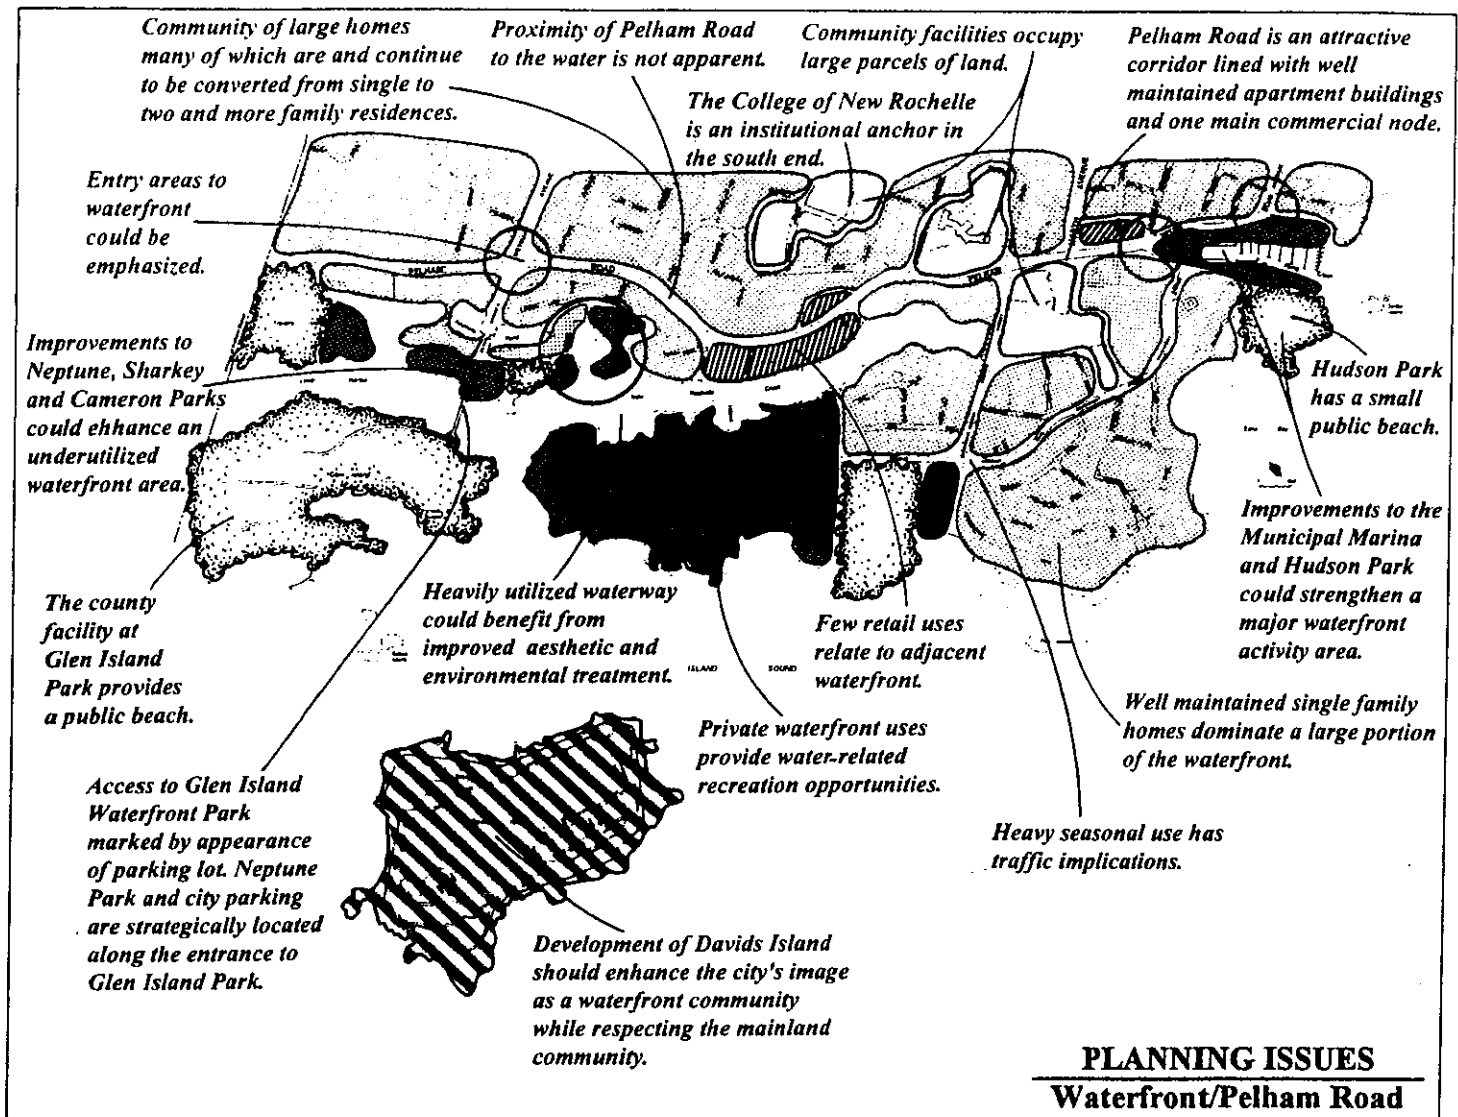 Community of large homes
many of which are and continue
to be converted from single to
two and more family residences.
Proximity of Pelham Road
to the water is not apparent.
Community facilities occupy
large parcels of land.
Pelham Road is an attractive
corridor lined with well
maintained apartment buildings
and one main commercial node.
The College of New Rochelle
is an institutional anchor in
the south end.
Entry areas to
waterfront
could be
emphasized.
PELHAM
ROAD
PELHAM
Improvements to
Neptune, Sharkey
and Cameron Parks
could ehhance an
underutilized
waterfront area.
Hudson Park
has a small
public beach.
Improvements to the
Municipal Marina
and Hudson Park
could strengthen a
major waterfront
activity area.
The county
facility at
Glen Island
Park provides
a public beach.
Heavily utilized waterway
could benefit from
improved aesthetic and
environmental treatment.
ISLAND
SOUND
Few retail uses
relate to adjacent
waterfront.
Private waterfront uses
provide water-related
recreation opportunities.
Well maintained single family
homes dominate a large portion
of the waterfront.
Access to Glen Island
Waterfront Park
marked by appearance
of parking lot. Neptune
Park and city parking
are strategically located
along the entrance to
Glen Island Park.
Heavy seasonal use has
traffic implications.
Development of Davids Island
should enhance the city's image
as a waterfront community
while respecting the mainland
community.
PLANNING ISSUES
Waterfront/Pelham Road